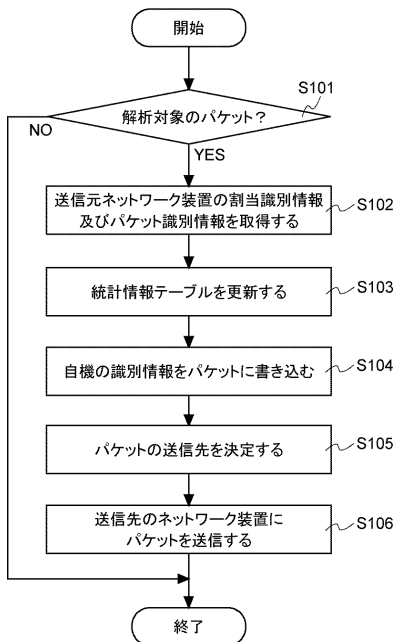 開始
解析対象のパケット？
S101
NO
YES
送信元ネットワーク装置の割当識別情報
及びパケット識別情報を取得する
S102
統計情報テーブルを更新する
S103
自機の識別情報をパケットに書き込む
S104
パケットの送信先を決定する
S105
送信先のネットワーク装置に
パケットを送信する
S106
終了